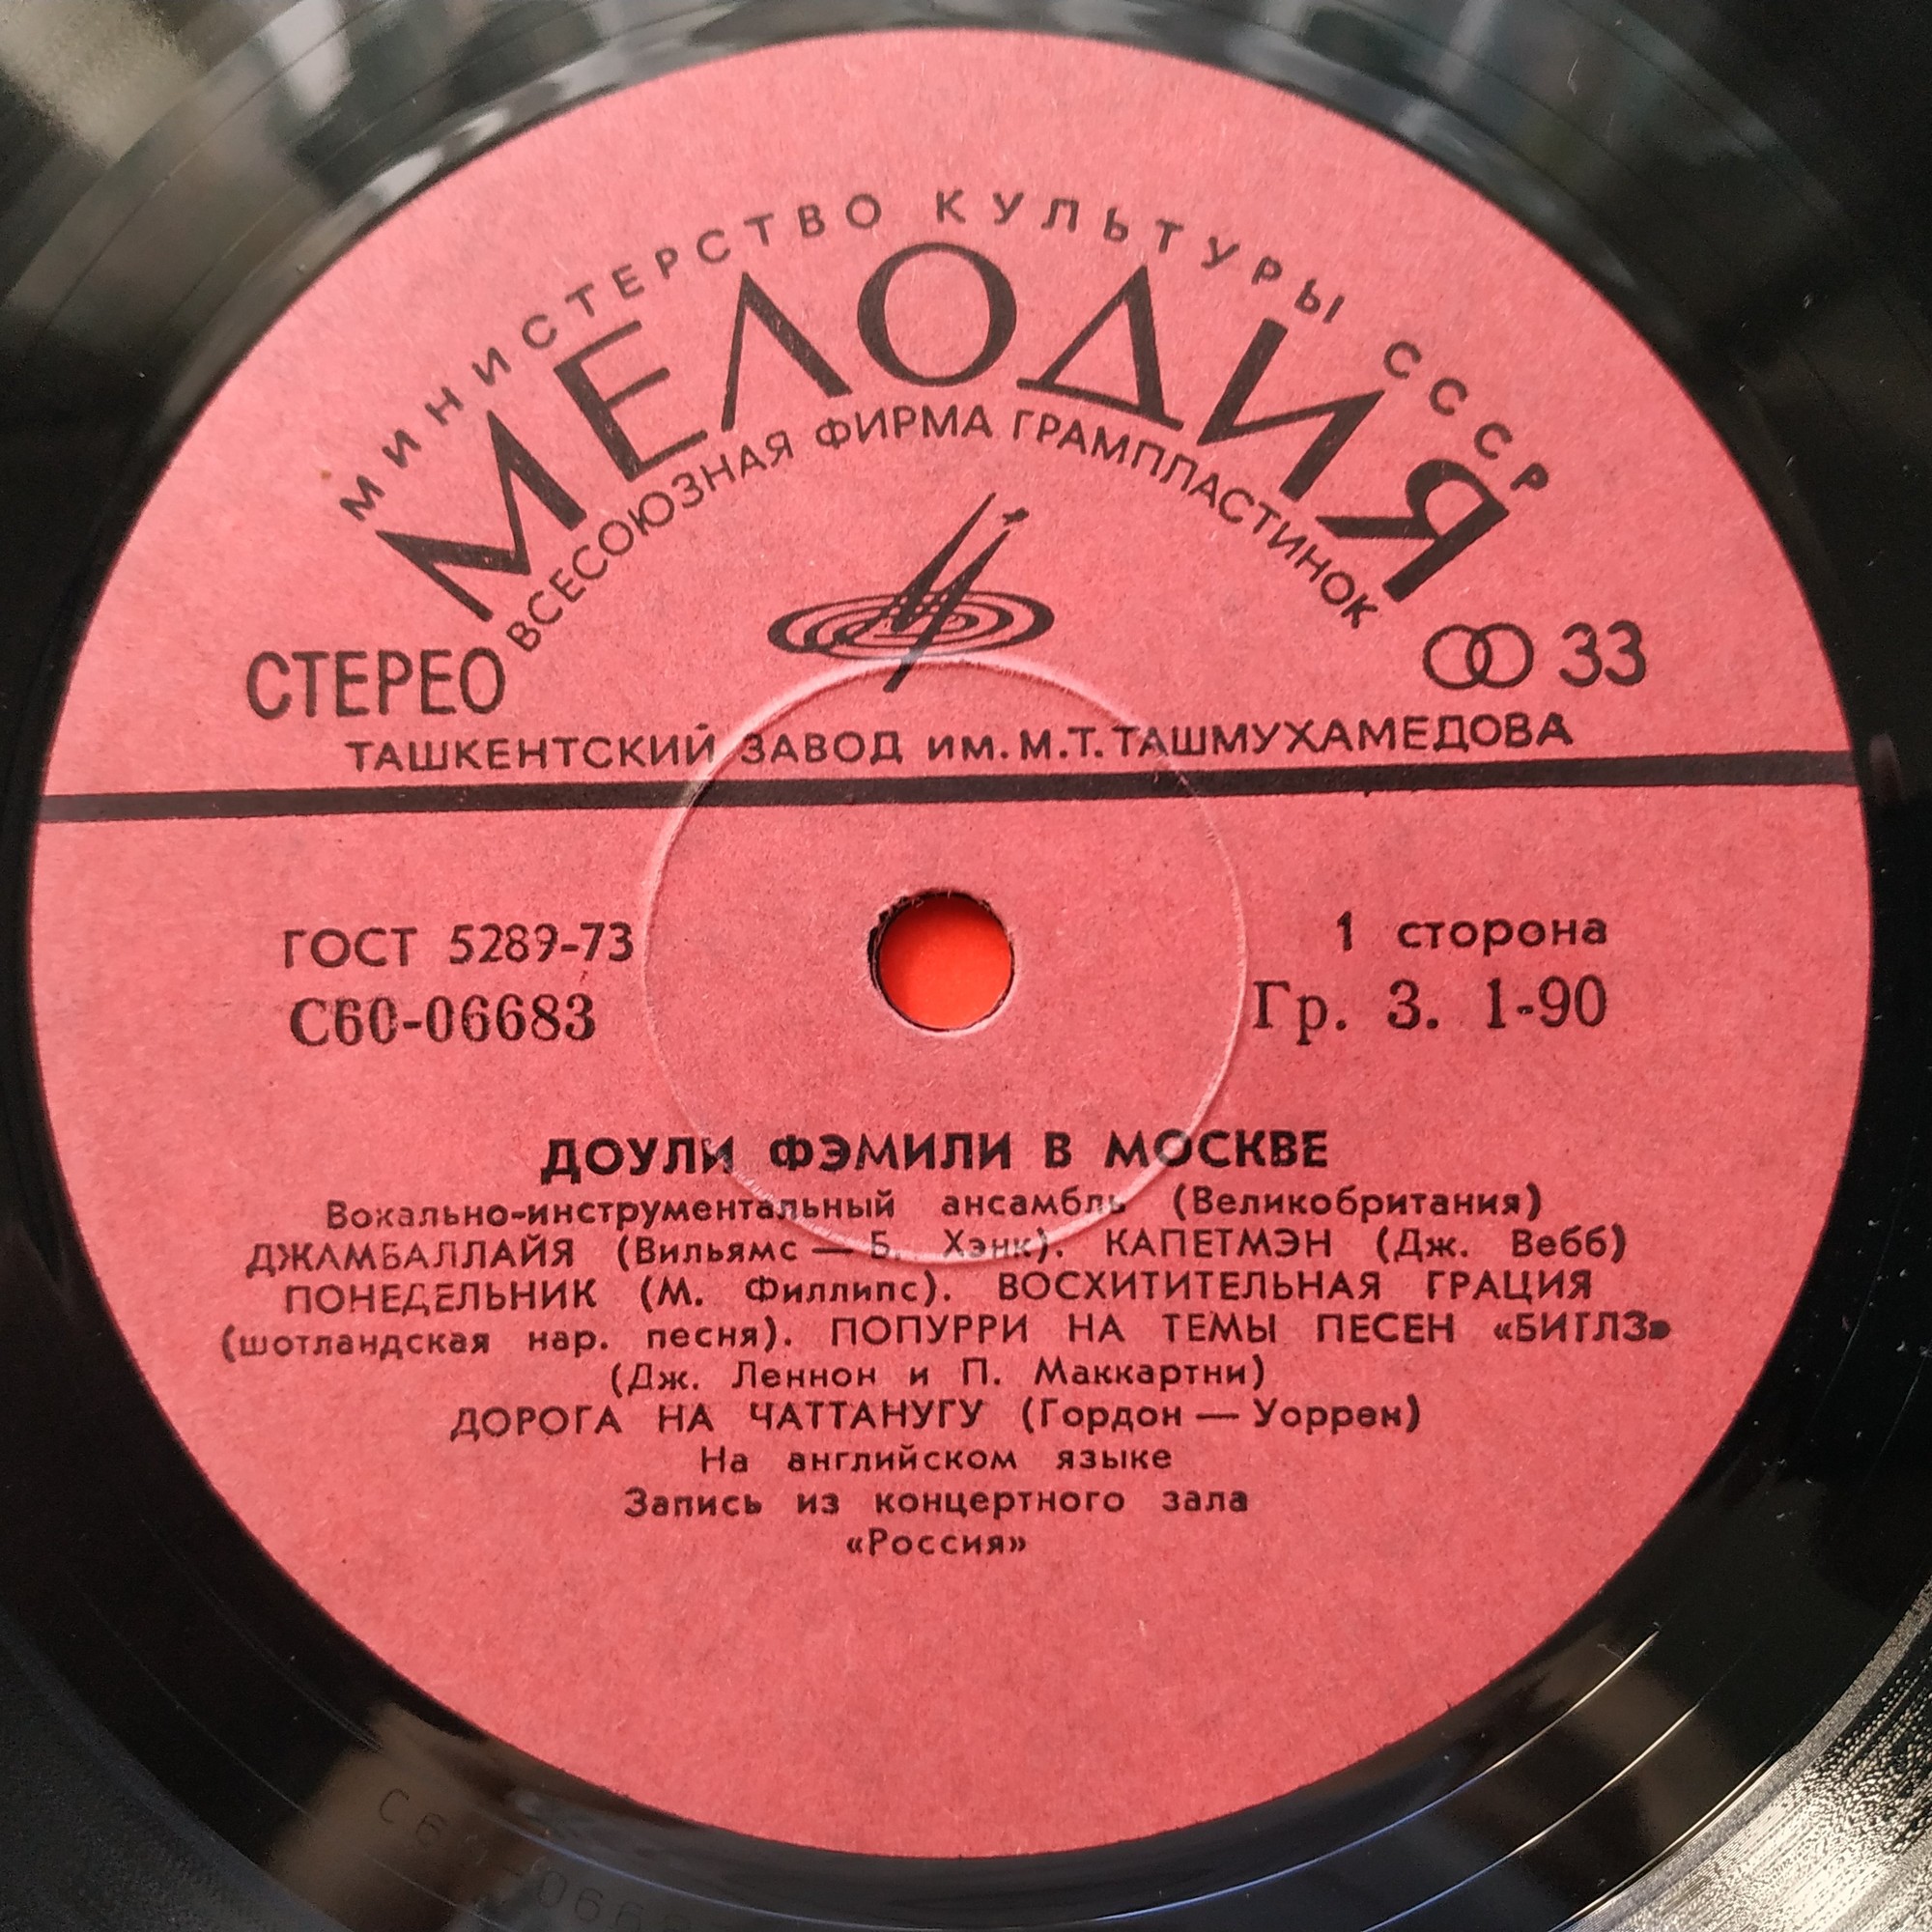 МИНИСТЕРСТВО КУЛЬТУРЫ СССР
МЕЛОДИЯ
ВСЕСОЮЗНАЯ ФИРМА ГРАМПЛАСТИНОК
СТЕРЕО
33
ТАШКЕНТСКИЙ ЗАВОД ИМ. М.Т. ТАШМУХАМЕДОВА
ГОСТ 5289-73
1 сторона
С60-06683
Гр. 3. 1-90
ДОУЛИ ФЭМИЛИ В МОСКВЕ
Вокально-инструментальный ансамбль (Великобритания)
ДЖАМБАЛЛАЙЯ (Вильямс — Б. Хэнк). КАПЕТМЭН (Дж. Вебб)
ПОНЕДЕЛЬНИК (М. Филлипс). ВОСХИТИТЕЛЬНАЯ ГРАЦИЯ
(шотландская нар. песня). ПОПУРРИ НА ТЕМЫ ПЕСЕН «БИТЛЗ»
(Дж. Леннон и П. Маккартни)
ДОРОГА НА ЧАТТАНУГУ (Гордон — Уоррен)
На английском языке
Запись из концертного зала
«Россия»